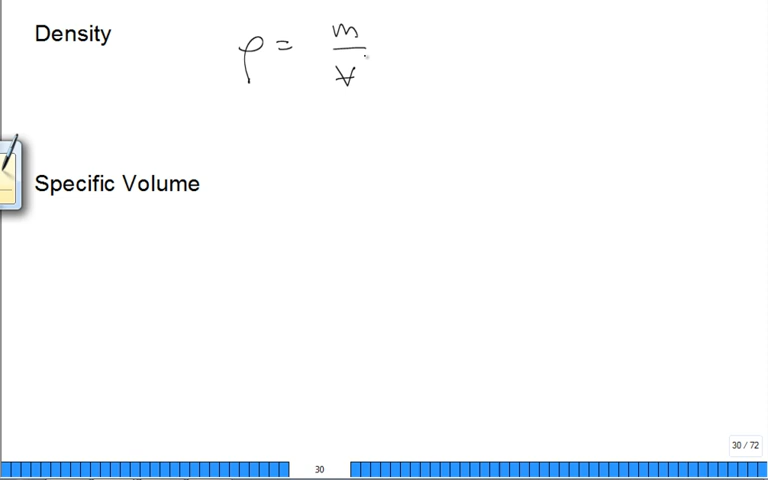 Density ρ = m / V
Specific Volume
30 / 72
30